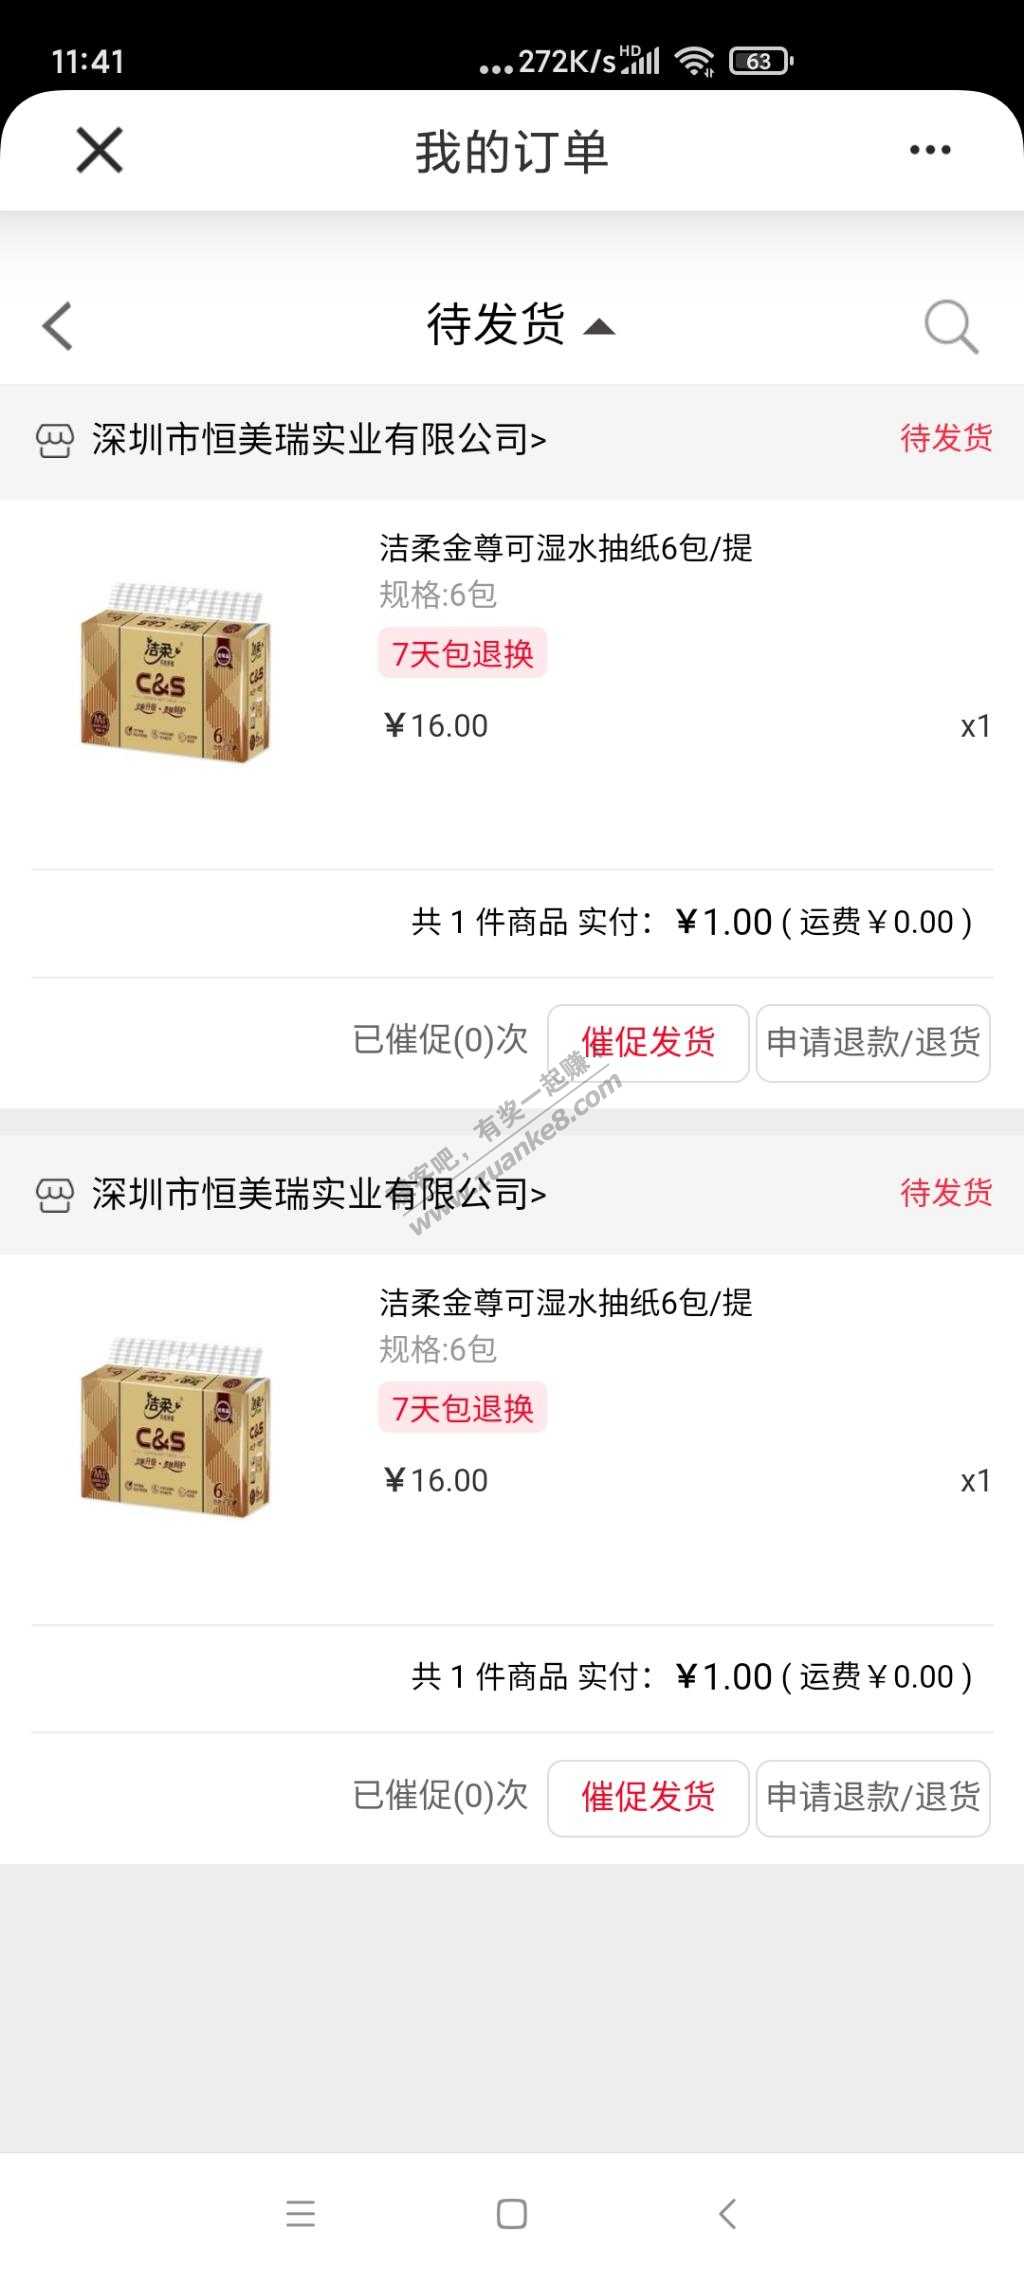 11:41
...272K/s HD 63
我的订单
待发货
深圳市恒美瑞实业有限公司>
待发货
洁柔金尊可湿水抽纸6包/提
规格:6包
7天包退换
￥16.00
x1
洁柔
C&S
6
共 1 件商品 实付：￥1.00 ( 运费￥0.00 )
已催促(0)次
催促发货
申请退款/退货
赚客吧，有奖一起赚！
www.zuanke8.com
深圳市恒美瑞实业有限公司>
待发货
洁柔金尊可湿水抽纸6包/提
规格:6包
7天包退换
￥16.00
x1
洁柔
C&S
6
共 1 件商品 实付：￥1.00 ( 运费￥0.00 )
已催促(0)次
催促发货
申请退款/退货